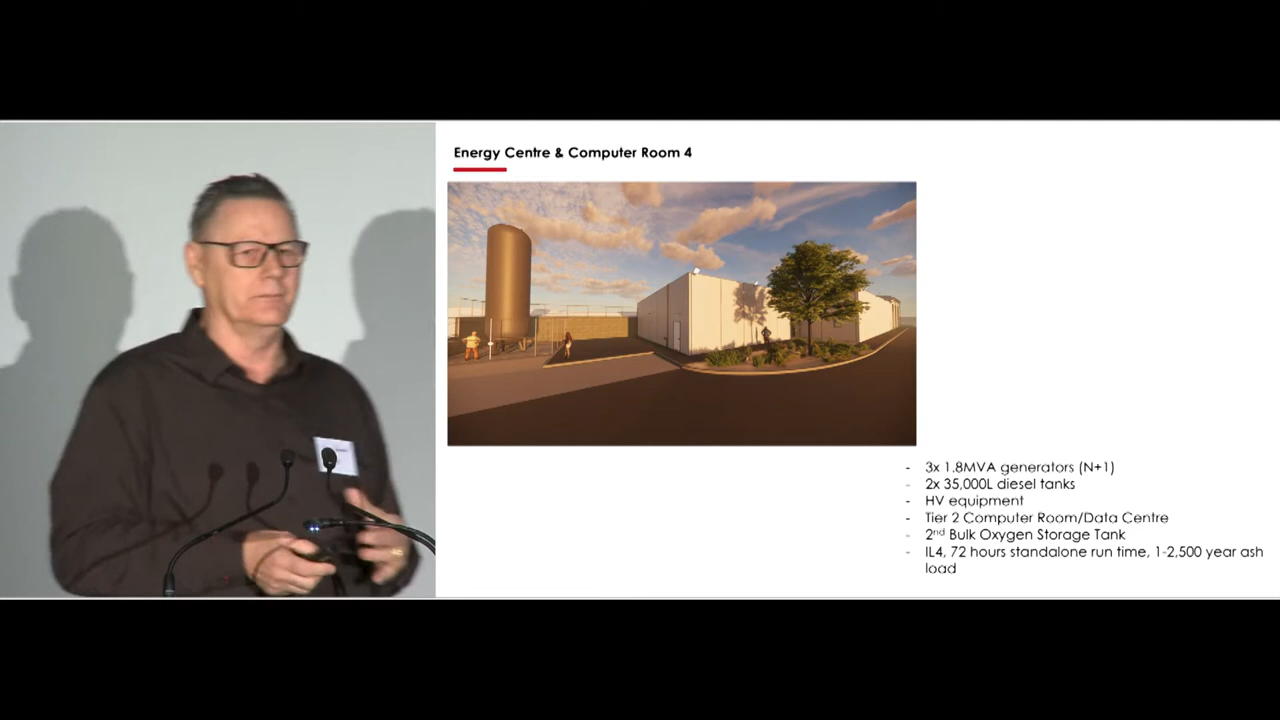 Energy Centre & Computer Room 4
- 3x 1.8MVA generators (N+1)
- 2x 35,000L diesel tanks
- HV equipment
- Tier 2 Computer Room/Data Centre
- 2nd Bulk Oxygen Storage Tank
- IL4, 72 hours standalone run time, 1-2,500 year ash
load